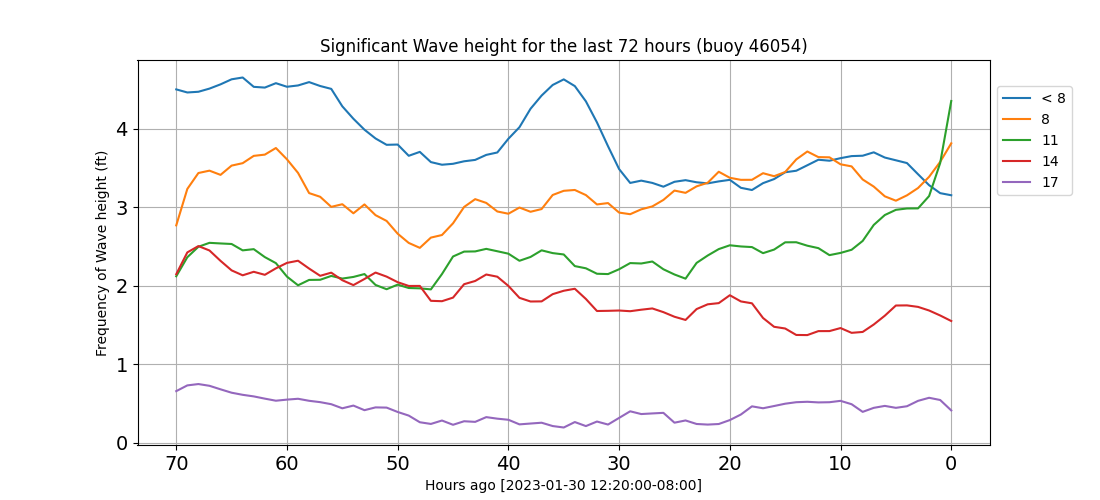 Significant Wave height for the last 72 hours (buoy 46054)
Frequency of Wave height (ft)
4
3
2
1
0
70 60 50 40 30 20 10 0
Hours ago [2023-01-30 12:20:00-08:00]
< 8
8
11
14
17